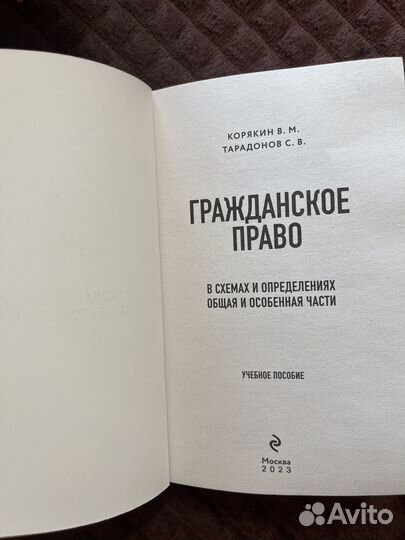 КОРЯКИН В. М.
ТАРАДОНОВ С. В.
ГРАЖДАНСКОЕ
ПРАВО
В СХЕМАХ И ОПРЕДЕЛЕНИЯХ
ОБЩАЯ И ОСОБЕННАЯ ЧАСТИ
УЧЕБНОЕ ПОСОБИЕ
Москва
2023
Avito